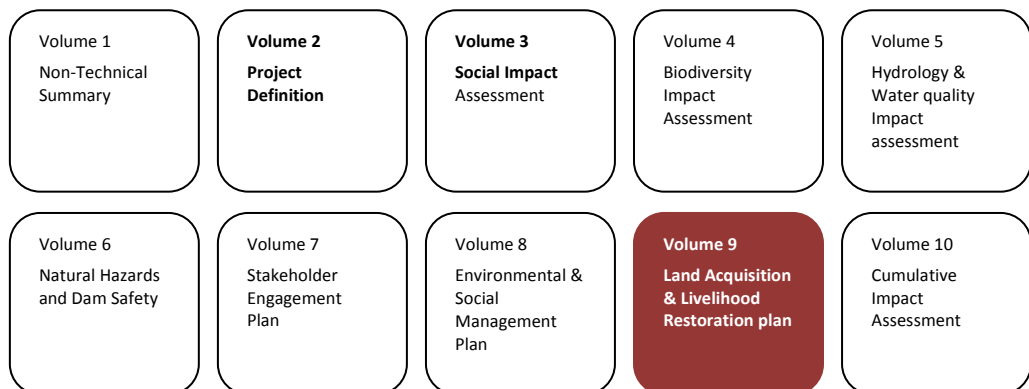 Volume 1
Non-Technical
Summary
Volume 2
Project
Definition
Volume 3
Social Impact
Assessment
Volume 4
Biodiversity
Impact
Assessment
Volume 5
Hydrology &
Water quality
Impact
assessment
Volume 6
Natural Hazards
and Dam Safety
Volume 7
Stakeholder
Engagement
Plan
Volume 8
Environmental &
Social
Management
Plan
Volume 9
Land Acquisition
& Livelihood
Restoration plan
Volume 10
Cumulative
Impact
Assessment